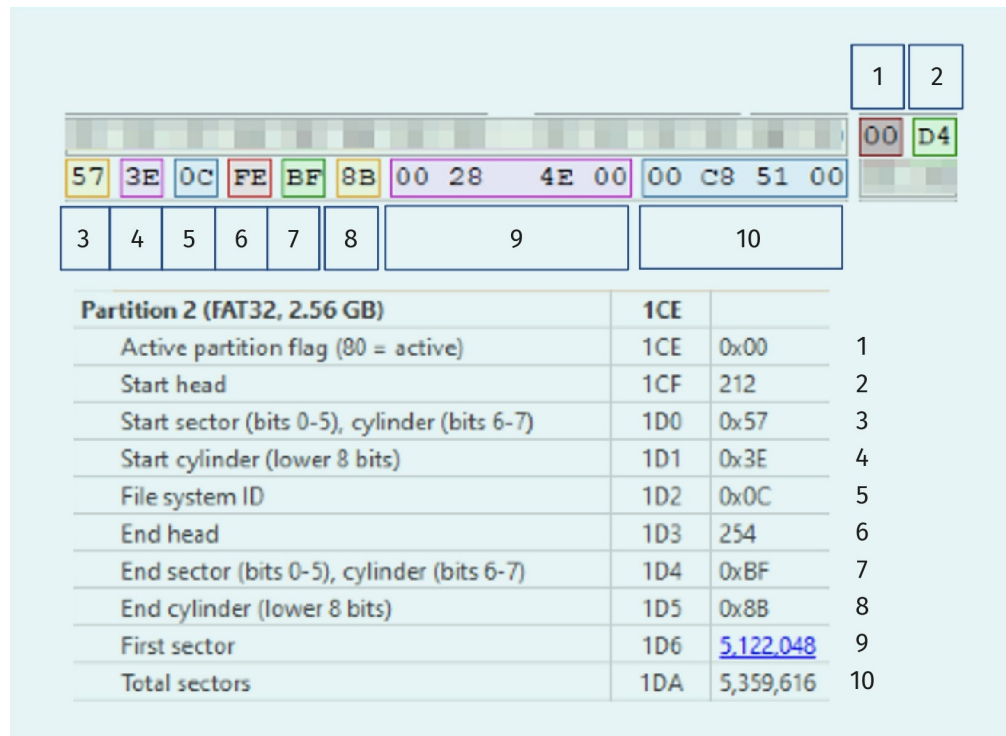 1 2
00 D4
57 3E 0C FE BF 8B 00 28 4E 00 00 C8 51 00
3 4 5 6 7 8 9 10
Partition 2 (FAT32, 2.56 GB) 1CE
Active partition flag (80 = active) 1CE 0x00 1
Start head 1CF 212 2
Start sector (bits 0-5), cylinder (bits 6-7) 1D0 0x57 3
Start cylinder (lower 8 bits) 1D1 0x3E 4
File system ID 1D2 0x0C 5
End head 1D3 254 6
End sector (bits 0-5), cylinder (bits 6-7) 1D4 0xBF 7
End cylinder (lower 8 bits) 1D5 0x8B 8
First sector 1D6 5,122,048 9
Total sectors 1DA 5,359,616 10